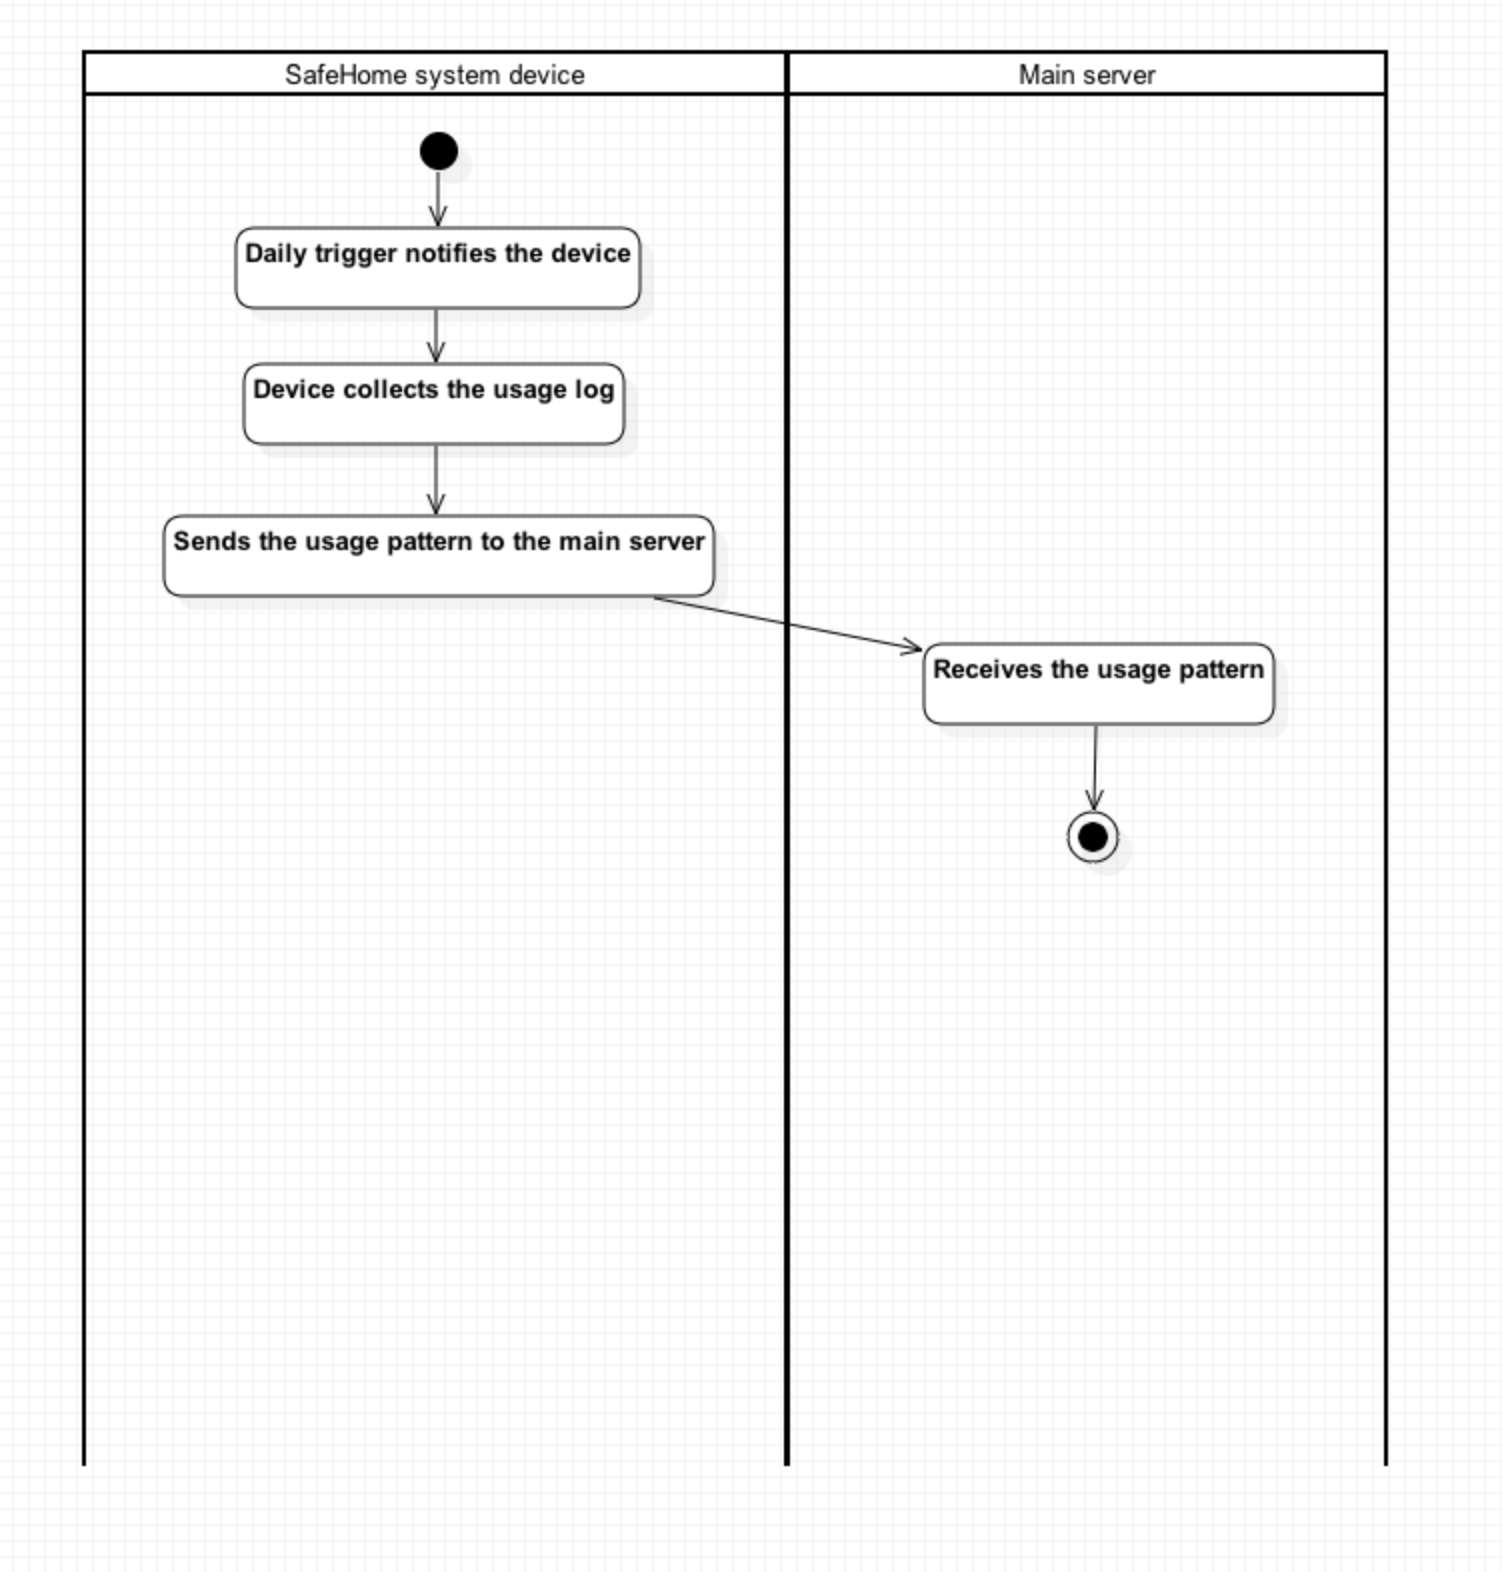 SafeHome system device
Main server
Daily trigger notifies the device
Device collects the usage log
Sends the usage pattern to the main server
Receives the usage pattern